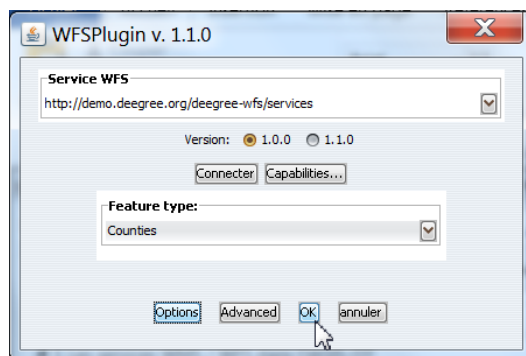 WFSPlugin v. 1.1.0
Service WFS
http://demo.deegree.org/deegree-wfs/services
Version: 1.0.0 1.1.0
Connecter Capabilities...
Feature type:
Counties
Options Advanced OK annuler